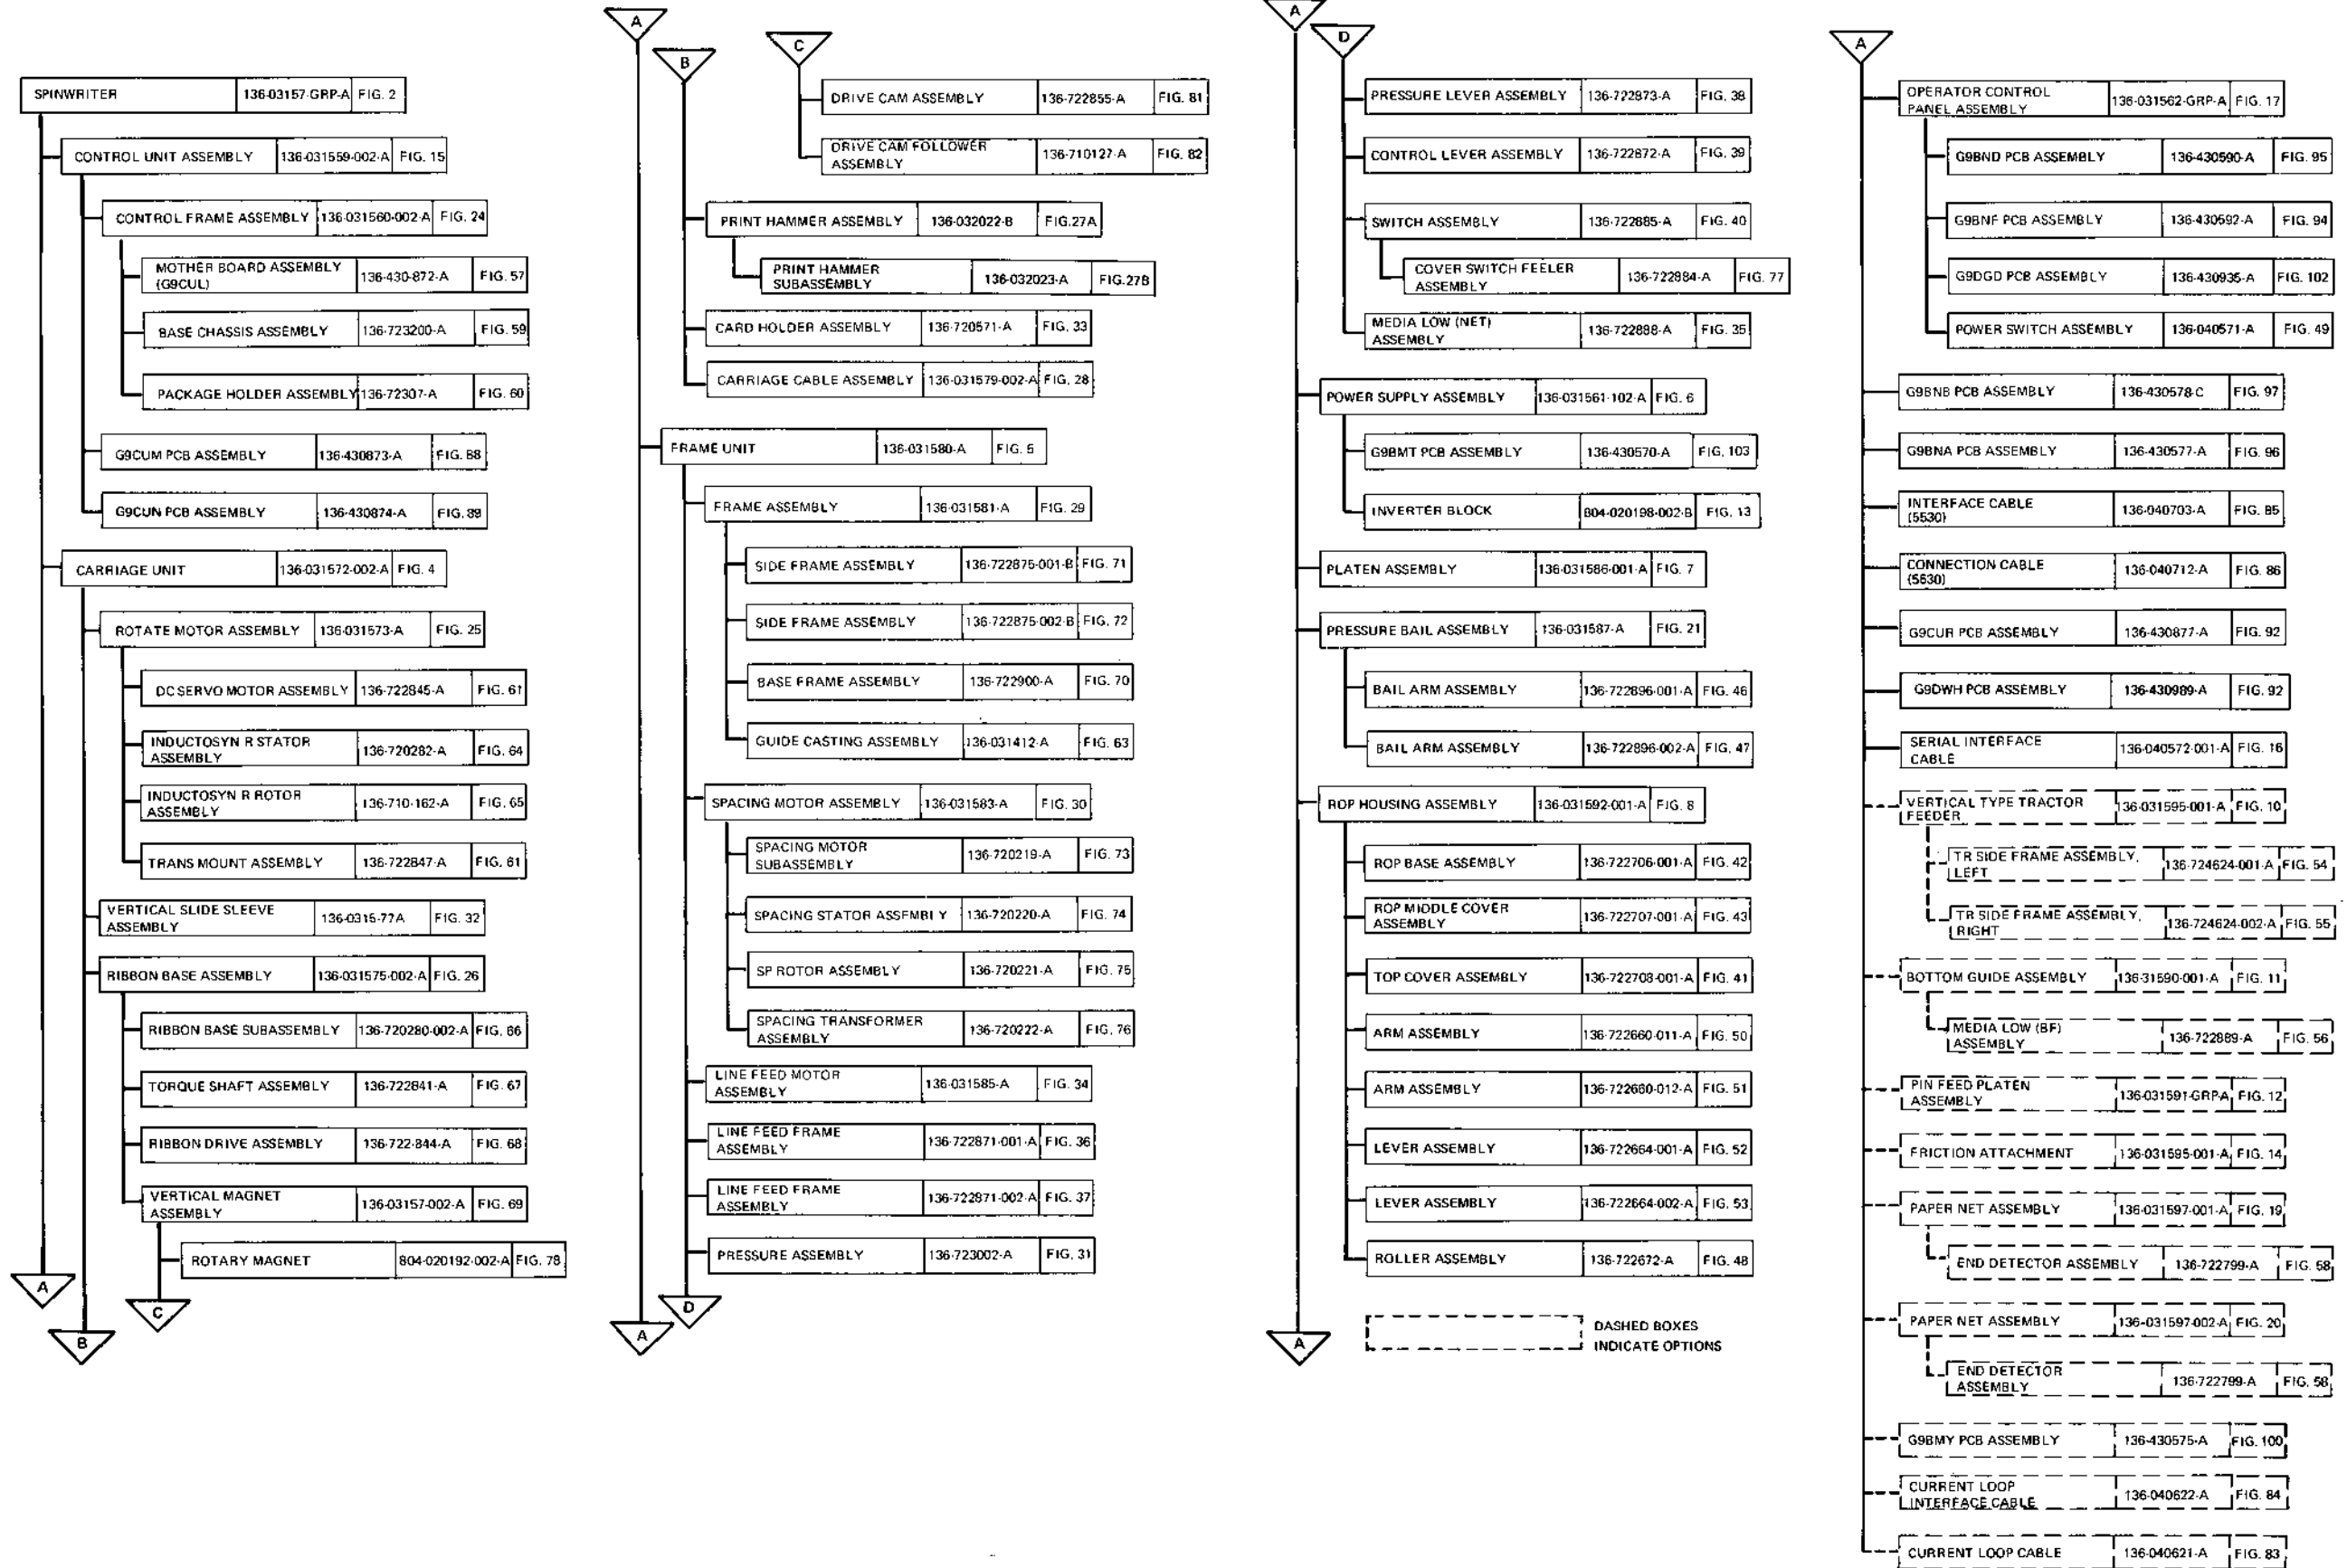 A
SPINWRITER 136-03157-GRP-A FIG. 2
CONTROL UNIT ASSEMBLY 136-031559-002-A FIG. 15
CONTROL FRAME ASSEMBLY 136-031560-002-A FIG. 24
MOTHER BOARD ASSEMBLY
(G9CUL) 136-430-872-A FIG. 57
BASE CHASSIS ASSEMBLY 136-723200-A FIG. 59
PACKAGE HOLDER ASSEMBLY 136-72307-A FIG. 60
G9CUM PCB ASSEMBLY 136-430873-A FIG. 88
G9CUN PCB ASSEMBLY 136-430874-A FIG. 89
CARRIAGE UNIT 136-031572-002-A FIG. 4
ROTATE MOTOR ASSEMBLY 136-031573-A FIG. 25
DC SERVO MOTOR ASSEMBLY 136-722845-A FIG. 61
INDUCTOSYN R STATOR
ASSEMBLY 136-720282-A FIG. 64
INDUCTOSYN R ROTOR
ASSEMBLY 136-710-162-A FIG. 65
TRANS MOUNT ASSEMBLY 136-722847-A FIG. 61
VERTICAL SLIDE SLEEVE
ASSEMBLY 136-0315-77A FIG. 32
RIBBON BASE ASSEMBLY 136-031575-002-A FIG. 26
RIBBON BASE SUBASSEMBLY 136-720280-002-A FIG. 66
TORQUE SHAFT ASSEMBLY 136-722841-A FIG. 67
RIBBON DRIVE ASSEMBLY 136-722-844-A FIG. 68
VERTICAL MAGNET
ASSEMBLY 136-03157-002-A FIG. 69
ROTARY MAGNET 804-020192-002-A FIG. 78
A
C
B
A
B
C
DRIVE CAM ASSEMBLY 136-722855-A FIG. 81
DRIVE CAM FOLLOWER
ASSEMBLY 136-710127-A FIG. 82
PRINT HAMMER ASSEMBLY 136-032022-B FIG.27A
PRINT HAMMER
SUBASSEMBLY 136-032023-A FIG.27B
CARD HOLDER ASSEMBLY 136-720571-A FIG. 33
CARRIAGE CABLE ASSEMBLY 136-031579-002-A FIG. 28
FRAME UNIT 136-031580-A FIG. 5
FRAME ASSEMBLY 136-031581-A FIG. 29
SIDE FRAME ASSEMBLY 136-722875-001-B FIG. 71
SIDE FRAME ASSEMBLY 136-722875-002-B FIG. 72
BASE FRAME ASSEMBLY 136-722900-A FIG. 70
GUIDE CASTING ASSEMBLY 136-031412-A FIG. 63
SPACING MOTOR ASSEMBLY 136-031583-A FIG. 30
SPACING MOTOR
SUBASSEMBLY 136-720219-A FIG. 73
SPACING STATOR ASSEMBLY 136-720220-A FIG. 74
SP ROTOR ASSEMBLY 136-720221-A FIG. 75
SPACING TRANSFORMER
ASSEMBLY 136-720222-A FIG. 76
LINE FEED MOTOR
ASSEMBLY 136-031585-A FIG. 34
LINE FEED FRAME
ASSEMBLY 136-722871-001-A FIG. 36
LINE FEED FRAME
ASSEMBLY 136-722871-002-A FIG. 37
PRESSURE ASSEMBLY 136-723002-A FIG. 31
D
A
A
D
PRESSURE LEVER ASSEMBLY 136-722873-A FIG. 38
CONTROL LEVER ASSEMBLY 136-722872-A FIG. 39
SWITCH ASSEMBLY 136-722885-A FIG. 40
COVER SWITCH FEELER
ASSEMBLY 136-722884-A FIG. 77
MEDIA LOW (NET)
ASSEMBLY 136-722888-A FIG. 35
POWER SUPPLY ASSEMBLY 136-031561-102-A FIG. 6
G9BMT PCB ASSEMBLY 136-430570-A FIG. 103
INVERTER BLOCK 804-020198-002-B FIG. 13
PLATEN ASSEMBLY 136-031586-001-A FIG. 7
PRESSURE BAIL ASSEMBLY 136-031587-A FIG. 21
BAIL ARM ASSEMBLY 136-722896-001-A FIG. 46
BAIL ARM ASSEMBLY 136-722896-002-A FIG. 47
ROP HOUSING ASSEMBLY 136-031592-001-A FIG. 8
ROP BASE ASSEMBLY 136-722706-001-A FIG. 42
ROP MIDDLE COVER
ASSEMBLY 136-722707-001-A FIG. 43
TOP COVER ASSEMBLY 136-722708-001-A FIG. 41
ARM ASSEMBLY 136-722660-011-A FIG. 50
ARM ASSEMBLY 136-722660-012-A FIG. 51
LEVER ASSEMBLY 136-722664-001-A FIG. 52
LEVER ASSEMBLY 136-722664-002-A FIG. 53
ROLLER ASSEMBLY 136-722672-A FIG. 48
A
DASHED BOXES
INDICATE OPTIONS
A
OPERATOR CONTROL
PANEL ASSEMBLY 136-031562-GRP-A FIG. 17
G9BND PCB ASSEMBLY 136-430590-A FIG. 95
G9BNF PCB ASSEMBLY 136-430592-A FIG. 94
G9DGD PCB ASSEMBLY 136-430935-A FIG. 102
POWER SWITCH ASSEMBLY 136-040571-A FIG. 49
G9BNB PCB ASSEMBLY 136-430578-C FIG. 97
G9BNA PCB ASSEMBLY 136-430577-A FIG. 96
INTERFACE CABLE
(5530) 136-040703-A FIG. 85
CONNECTION CABLE
(5530) 136-040712-A FIG. 86
G9CUR PCB ASSEMBLY 136-430877-A FIG. 92
G9DWH PCB ASSEMBLY 136-430989-A FIG. 92
SERIAL INTERFACE
CABLE 136-040572-001-A FIG. 16
VERTICAL TYPE TRACTOR
FEEDER 136-031595-001-A FIG. 10
TR SIDE FRAME ASSEMBLY,
LEFT 136-724624-001-A FIG. 54
TR SIDE FRAME ASSEMBLY,
RIGHT 136-724624-002-A FIG. 55
BOTTOM GUIDE ASSEMBLY 136-31590-001-A FIG. 11
MEDIA LOW (BF)
ASSEMBLY 136-722889-A FIG. 56
PIN FEED PLATEN
ASSEMBLY 136-031591-GRP-A FIG. 12
FRICTION ATTACHMENT 136-031595-001-A FIG. 14
PAPER NET ASSEMBLY 136-031597-001-A FIG. 19
END DETECTOR ASSEMBLY 136-722799-A FIG. 58
PAPER NET ASSEMBLY 136-031597-002-A FIG. 20
END DETECTOR
ASSEMBLY 136-722799-A FIG. 58
G9BMY PCB ASSEMBLY 136-430575-A FIG. 100
CURRENT LOOP
INTERFACE CABLE 136-040622-A FIG. 84
CURRENT LOOP CABLE 136-040621-A FIG. 83